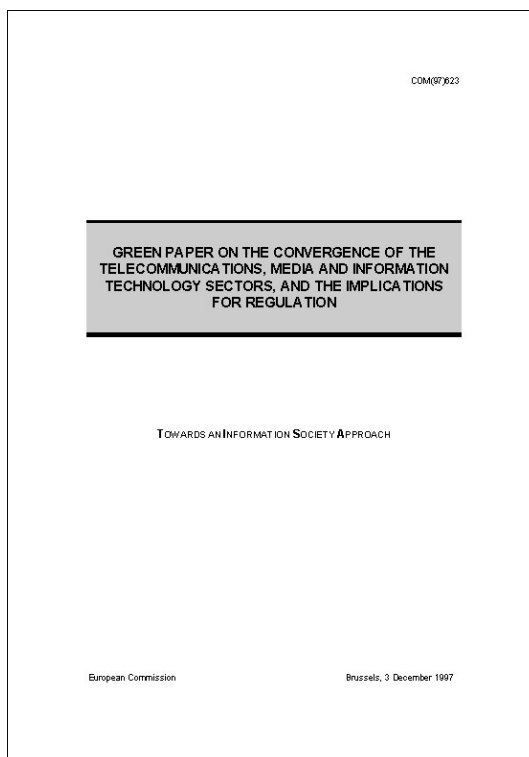 COM(97)623
GREEN PAPER ON THE CONVERGENCE OF THE
TELECOMMUNICATIONS, MEDIA AND INFORMATION
TECHNOLOGY SECTORS, AND THE IMPLICATIONS
FOR REGULATION
TOWARDS AN INFORMATION SOCIETY APPROACH
European Commission Brussels, 3 December 1997